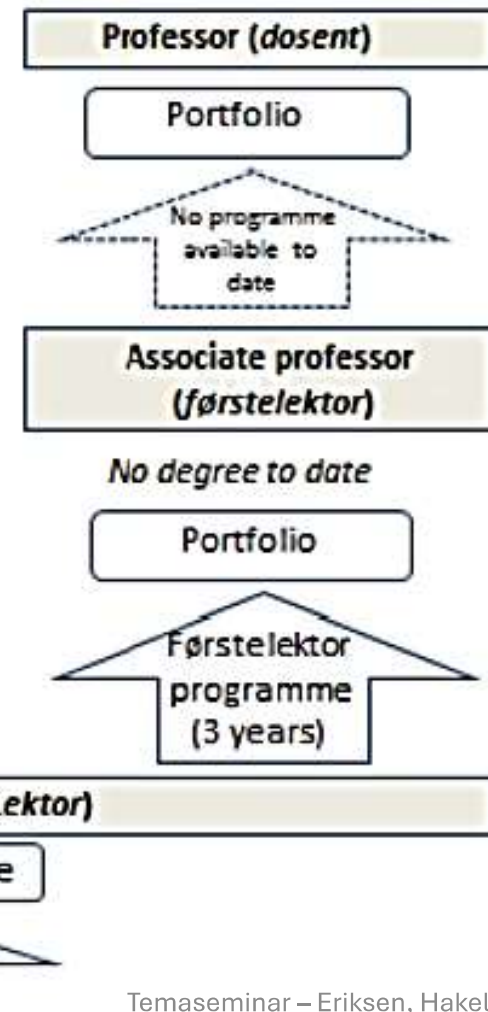 Professor (dosent)
Portfolio
No programme
available to
date
Associate professor
(førstelektor)
No degree to date
Portfolio
Førstelektor
programme
(3 years)
ektor)
e
Temaseminar – Eriksen, Hakel